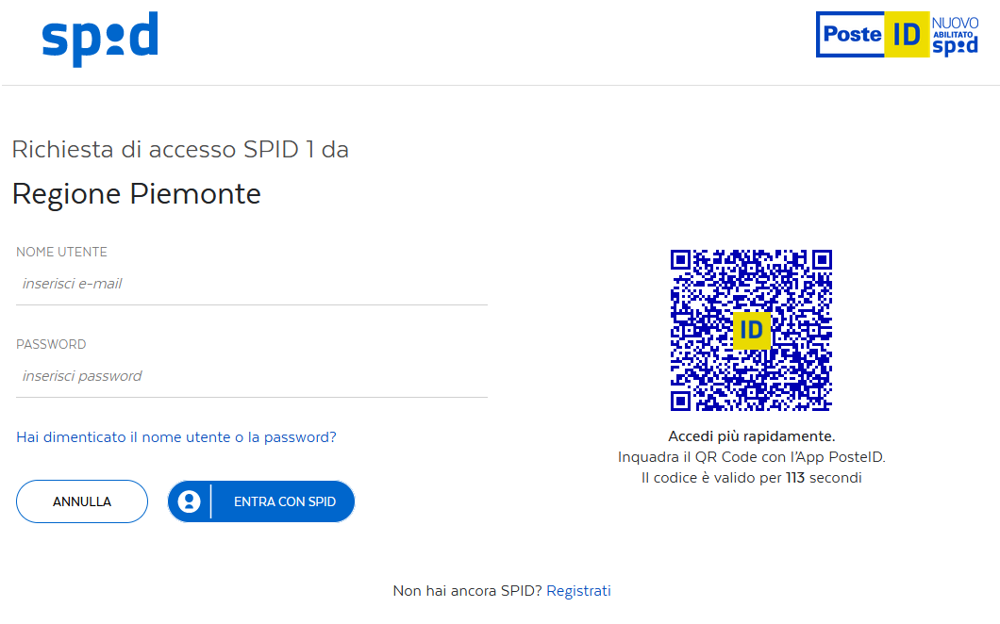 spid
Poste ID NUOVO
ABILITATO
spid
Richiesta di accesso SPID 1 da
Regione Piemonte
NOME UTENTE
inserisci e-mail
PASSWORD
inserisci password
Hai dimenticato il nome utente o la password?
ANNULLA
ENTRA CON SPID
ID
Accedi più rapidamente.
Inquadra il QR Code con l'App PosteID.
Il codice è valido per 113 secondi
Non hai ancora SPID? Registrati